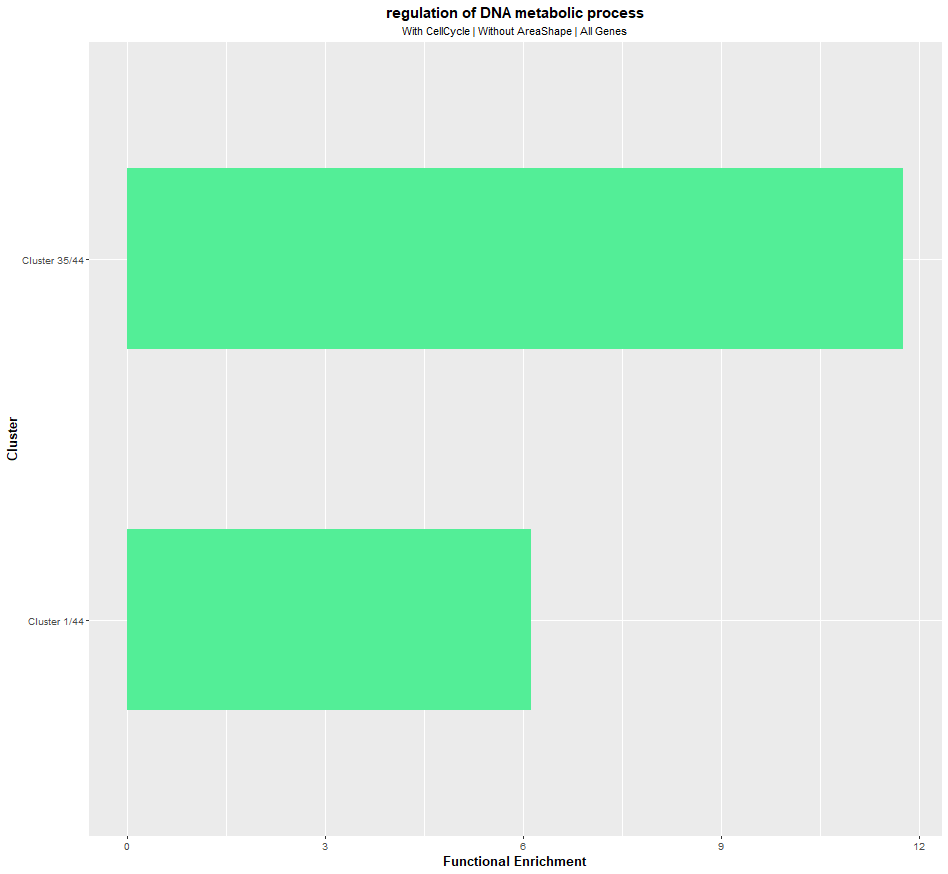 regulation of DNA metabolic process
With CellCycle | Without AreaShape | All Genes
Cluster
Cluster 35/44
Cluster 1/44
0 3 6 9 12
Functional Enrichment